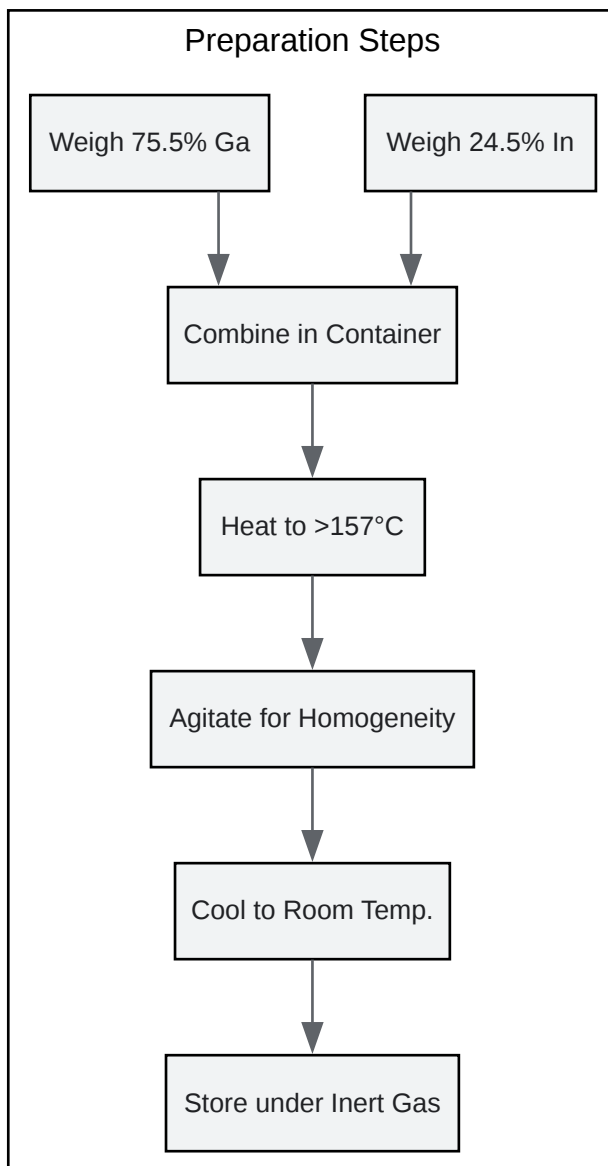 Preparation Steps
Weigh 75.5% Ga
Weigh 24.5% In
Combine in Container
Heat to >157°C
Agitate for Homogeneity
Cool to Room Temp.
Store under Inert Gas